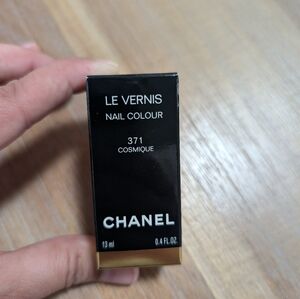 LE VERNIS
NAIL COLOUR
371
COSMIQUE
CHANEL
13 ml 0.4 FL.OZ.